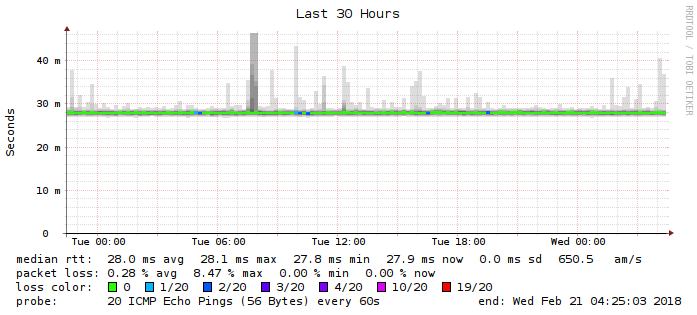 Last 30 Hours
RRDTOOL / TOBI OETIKER
Seconds
40 m
30 m
20 m
10 m
0
Tue 00:00 Tue 06:00 Tue 12:00 Tue 18:00 Wed 00:00
median rtt: 28.0 ms avg 28.1 ms max 27.8 ms min 27.9 ms now 0.0 ms sd 650.5 am/s
packet loss: 0.28 % avg 8.47 % max 0.00 % min 0.00 % now
loss color: 0 1/20 2/20 3/20 4/20 10/20 19/20
probe: 20 ICMP Echo Pings (56 Bytes) every 60s end: Wed Feb 21 04:25:03 2018